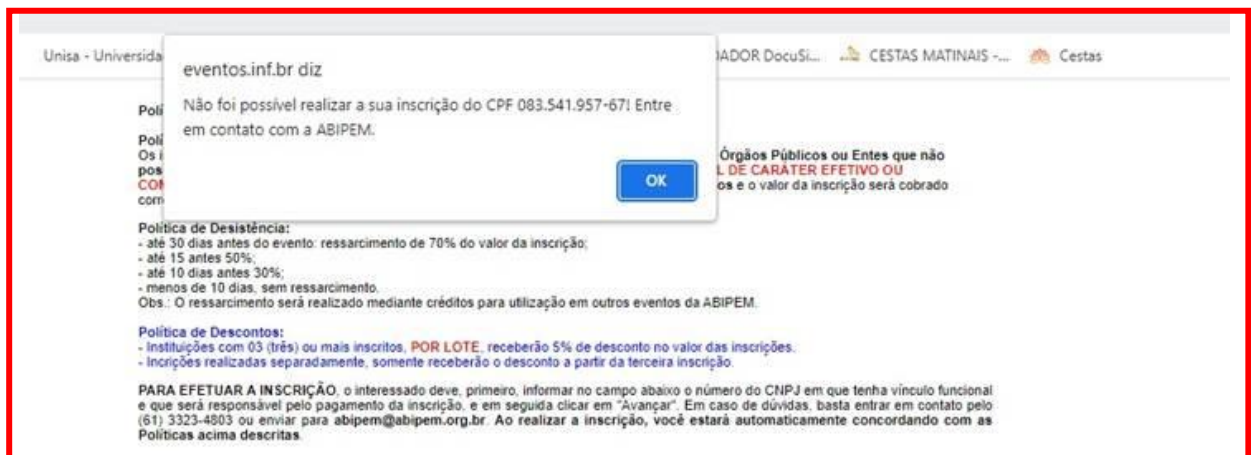 Unisa - Universida
ADOR DocuSi...
CESTAS MATINAIS -...
Cestas
eventos.inf.br diz
Não foi possível realizar a sua inscrição do CPF 083.541.957-67! Entre
em contato com a ABIPEM.
OK
Polí
Polí
Os i
Órgãos Públicos ou Entes que não
pos
L DE CARÁTER EFETIVO OU
CO
os e o valor da inscrição será cobrado
corr
Política de Desistência:
- até 30 dias antes do evento: ressarcimento de 70% do valor da inscrição;
- até 15 antes 50%;
- até 10 dias antes 30%;
- menos de 10 dias, sem ressarcimento.
Obs.: O ressarcimento será realizado mediante créditos para utilização em outros eventos da ABIPEM.
Política de Descontos:
- Instituições com 03 (três) ou mais inscritos, POR LOTE, receberão 5% de desconto no valor das inscrições.
- Incrições realizadas separadamente, somente receberão o desconto a partir da terceira inscrição.
PARA EFETUAR A INSCRIÇÃO, o interessado deve, primeiro, informar no campo abaixo o número do CNPJ em que tenha vínculo funcional
e que será responsável pelo pagamento da inscrição, e em seguida clicar em "Avançar". Em caso de dúvidas, basta entrar em contato pelo
(61) 3323-4803 ou enviar para abipem@abipem.org.br. Ao realizar a inscrição, você estará automaticamente concordando com as
Políticas acima descritas.